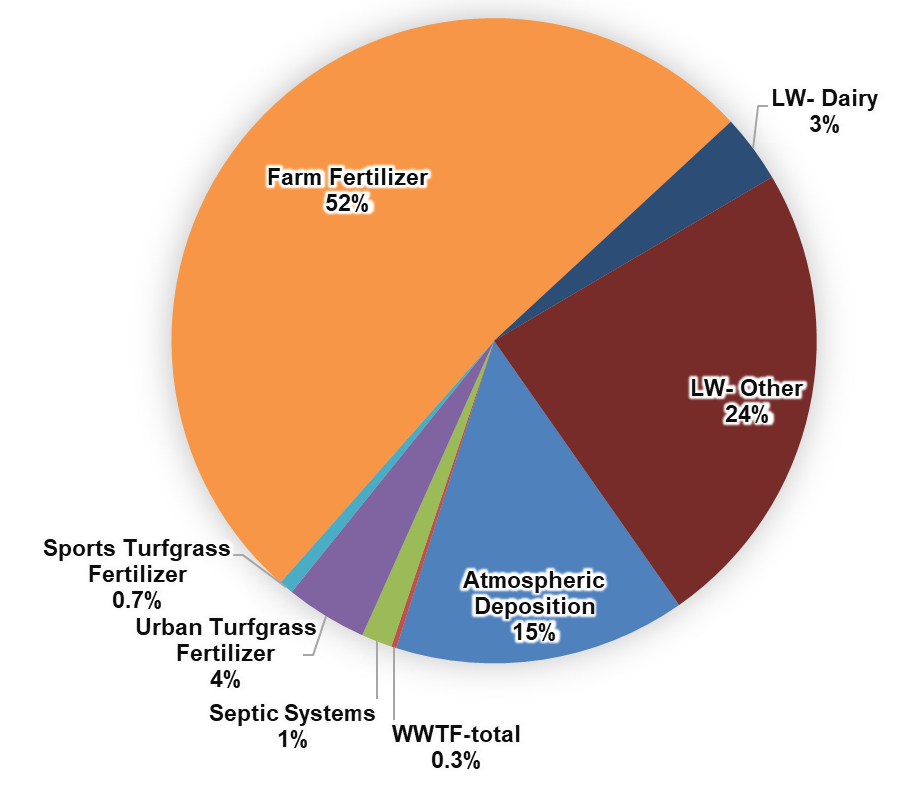 LW- Dairy
3%
Farm Fertilizer
52%
LW- Other
24%
Atmospheric
Deposition
15%
Sports Turfgrass
Fertilizer
0.7%
Urban Turfgrass
Fertilizer
4%
Septic Systems
1%
WWTF-total
0.3%